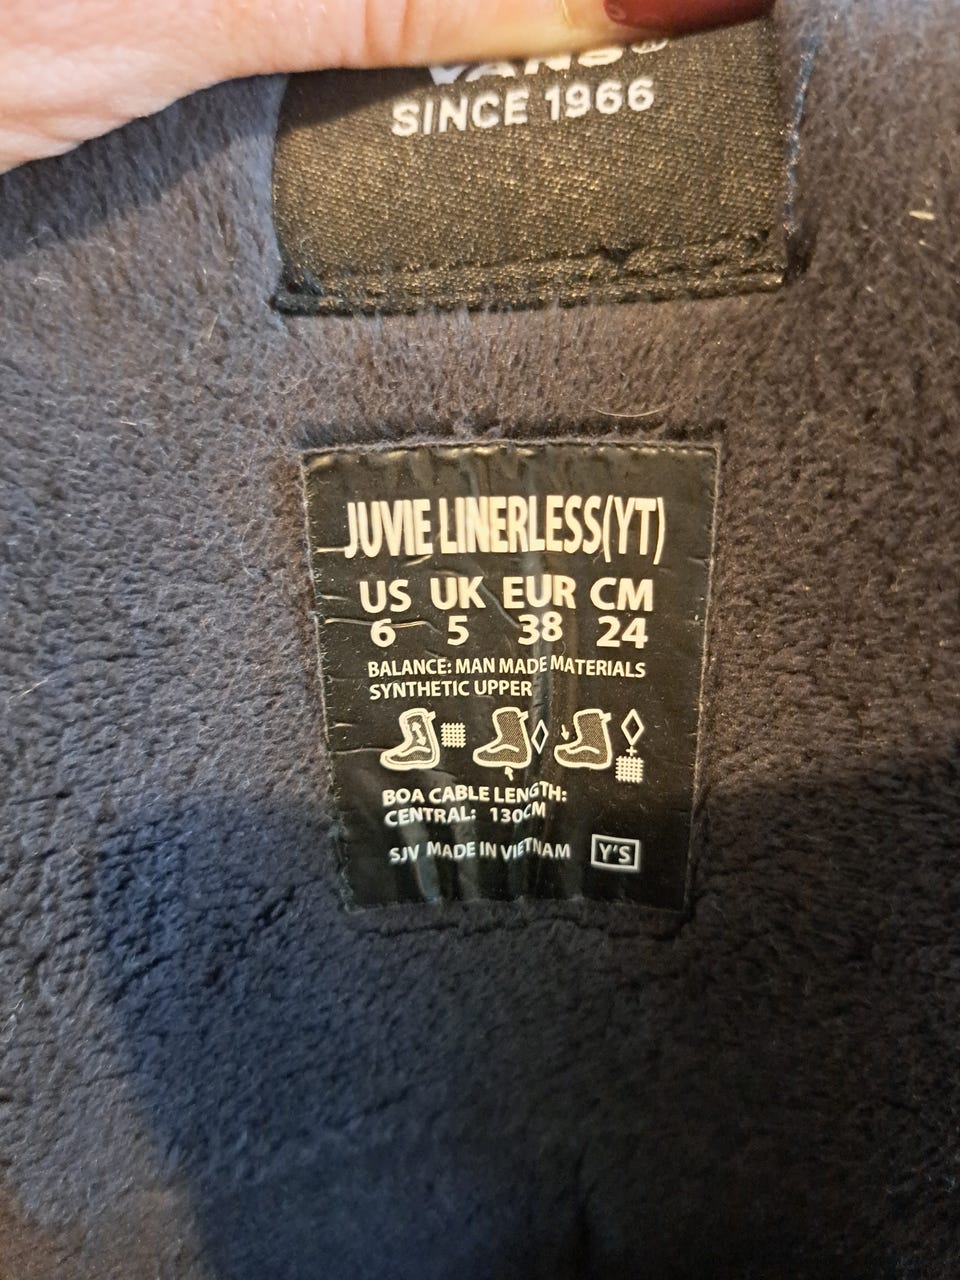 VANS®
SINCE 1966
JUVIE LINERLESS(YT)
US UK EUR CM
6 5 38 24
BALANCE: MAN MADE MATERIALS
SYNTHETIC UPPER
BOA CABLE LENGTH:
CENTRAL: 130CM
SJV MADE IN VIETNAM Y'S